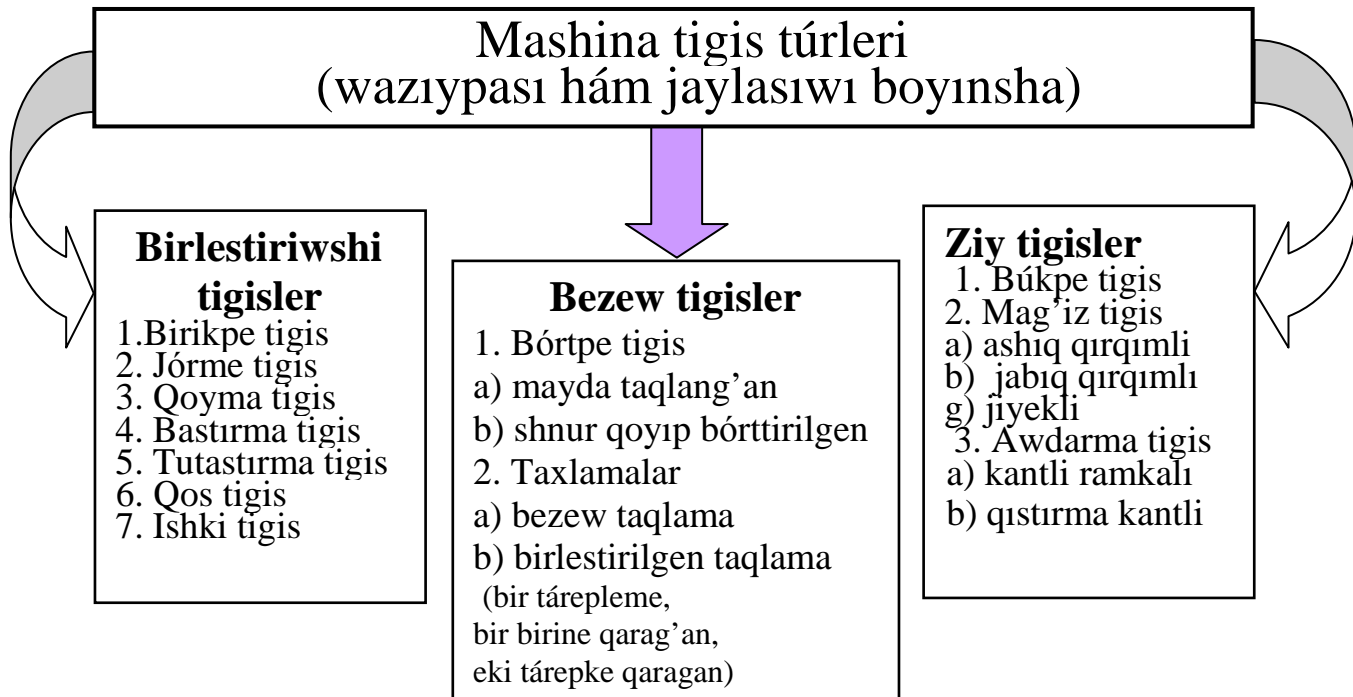 Mashina tigis túrleri
(wazıypası hám jaylasıwı boyınsha)
Birlestiriwshi
tigisler
1.Birikpe tigis
2. Jórme tigis
3. Qoyma tigis
4. Bastırma tigis
5. Tutastırma tigis
6. Qos tigis
7. Ishki tigis
Bezew tigisler
1. Bórtpe tigis
a) mayda taqlang’an
b) shnur qoyıp bórttirilgen
2. Taxlamalar
a) bezew taqlama
b) birlestirilgen taqlama
(bir tárepleme,
bir birine qarag’an,
eki tárepke qaragan)
Ziy tigisler
1. Búkpe tigis
2. Mag’iz tigis
a) ashıq qırqımli
b) jabıq qırqımlı
g) jiyekli
3. Awdarma tigis
a) kantli ramkalı
b) qıstırma kantli